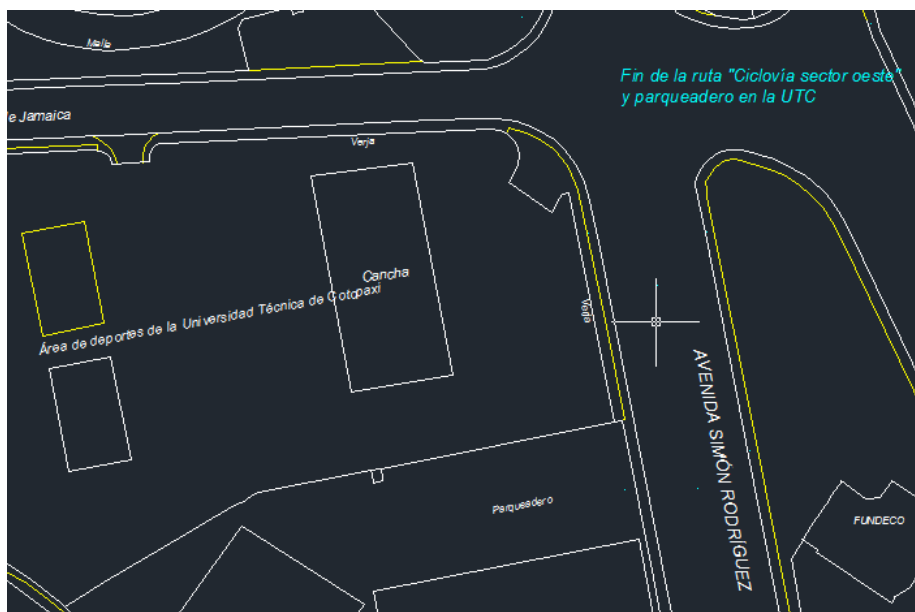 Malla
Fin de la ruta "Ciclovía sector oeste"
y parqueadero en la UTC
e Jamaica
Verja
Cancha
Área de deportes de la Universidad Técnica de Cotopaxi
Verja
AVENIDA SIMÓN RODRÍGUEZ
Parqueadero
FUNDECO